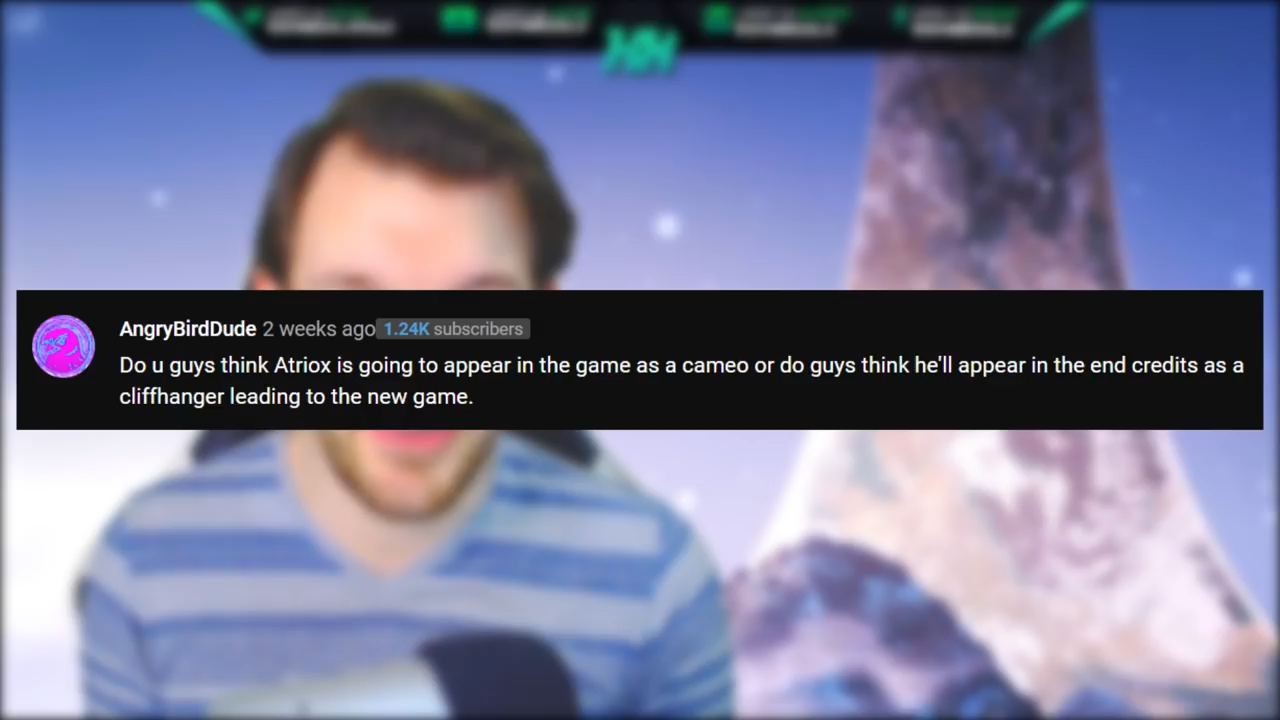 HN
AngryBirdDude 2 weeks ago 1.24K subscribers
Do u guys think Atriox is going to appear in the game as a cameo or do guys think he'll appear in the end credits as a
cliffhanger leading to the new game.